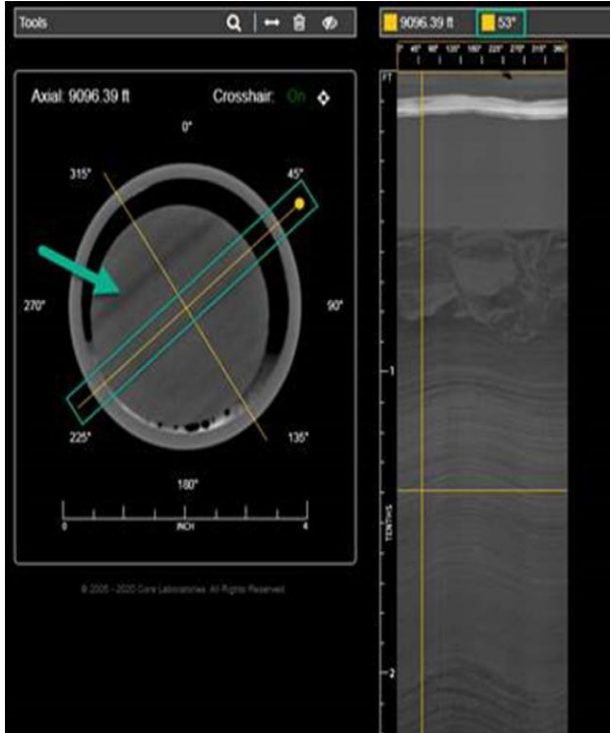 Tools
9096.39 ft 53°
Axial: 9096.39 ft Crosshair: On
0° 45° 90° 135° 180° 225° 270° 315° 360°
FT
0°
315° 45°
270° 90°
225° 135°
180°
0 INCH 4
1
TENTHS
2
© 2005 - 2020 Core Laboratories. All Rights Reserved.